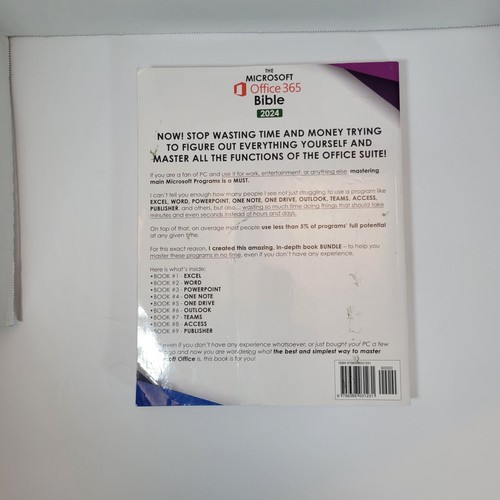 THE
MICROSOFT
Office 365
Bible
2024
NOW! STOP WASTING TIME AND MONEY TRYING
TO FIGURE OUT EVERYTHING YOURSELF AND
MASTER ALL THE FUNCTIONS OF THE OFFICE SUITE!
If you are a fan of PC and use it for work, entertainment, or anything else, mastering
main Microsoft Programs is a MUST.
I can't tell you enough how many people I see not just struggling to use a program like
EXCEL, WORD, POWERPOINT, ONE NOTE, ONE DRIVE, OUTLOOK, TEAMS, ACCESS,
PUBLISHER, and others, but also... wasting so much time doing things that should take
minutes and even seconds instead of hours and days.
On top of that, on average most people use less than 5% of programs' full potential
at any given time.
For this exact reason, I created this amazing, in-depth book BUNDLE – to help you
master these programs in no time, even if you don't have any experience.
Here is what's inside:
•BOOK #1 - EXCEL
•BOOK #2 - WORD
•BOOK #3 - POWERPOINT
•BOOK #4 - ONE NOTE
•BOOK #5 - ONE DRIVE
•BOOK #6 - OUTLOOK
•BOOK #7 - TEAMS
•BOOK #8 - ACCESS
•BOOK #9 - PUBLISHER
even if you don't have any experience whatsoever, or just bought your PC a few
ago and now you are wondering what the best and simplest way to master
soft Office is, this book is for you!
90000